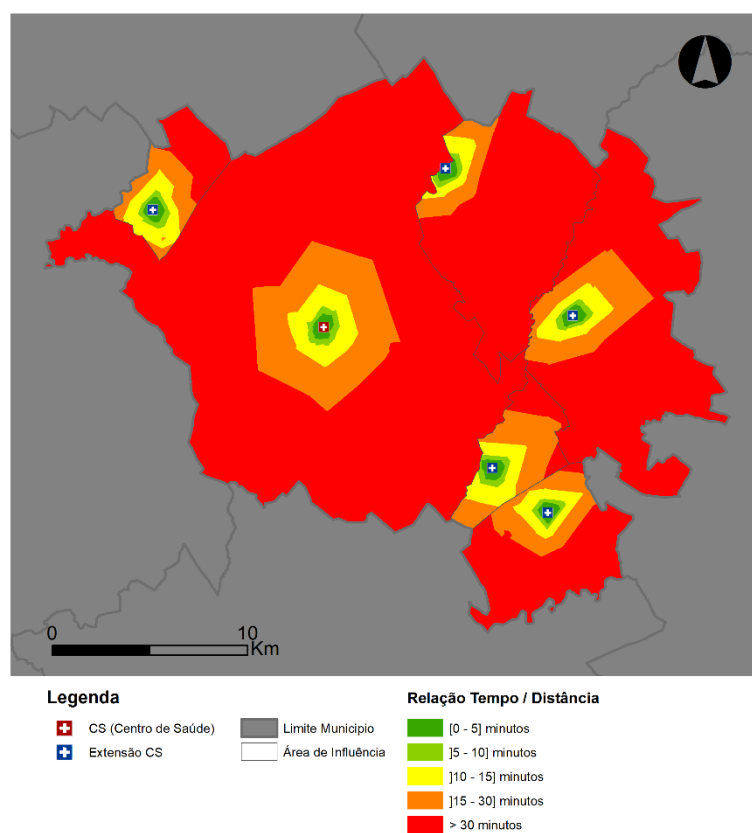 0 10
Km
Legenda
CS (Centro de Saúde)
Extensão CS
Limite Municipio
Área de Influência
Relação Tempo / Distância
[0 - 5] minutos
]5 - 10] minutos
]10 - 15] minutos
]15 - 30] minutos
> 30 minutos